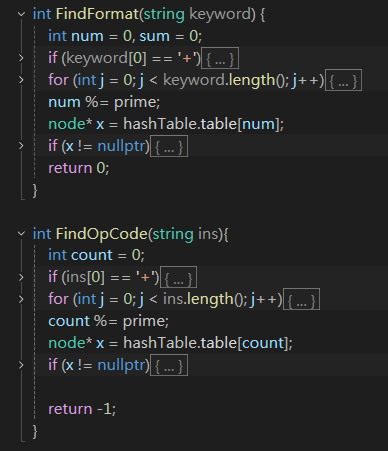 int FindFormat(string keyword) {
int num = 0, sum = 0;
if (keyword[0] == '+'){ ... }
for (int j = 0; j < keyword.length(); j++){ ... }
num %= prime;
node* x = hashTable.table[num];
if (x != nullptr){ ... }
return 0;
}
int FindOpCode(string ins){
int count = 0;
if (ins[0] == '+'){ ... }
for (int j = 0; j < ins.length(); j++){ ... }
count %= prime;
node* x = hashTable.table[count];
if (x != nullptr){ ... }
return -1;
}